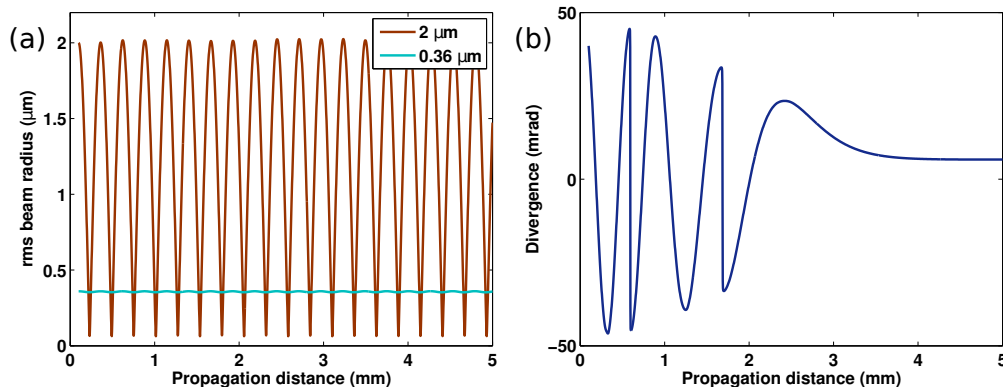 (a)
2 μm
0.36 μm
rms beam radius (μm)
2
1.5
1
0.5
0
0 1 2 3 4 5
Propagation distance (mm)
(b)
Divergence (mrad)
50
0
−50
0 1 2 3 4 5
Propagation distance (mm)